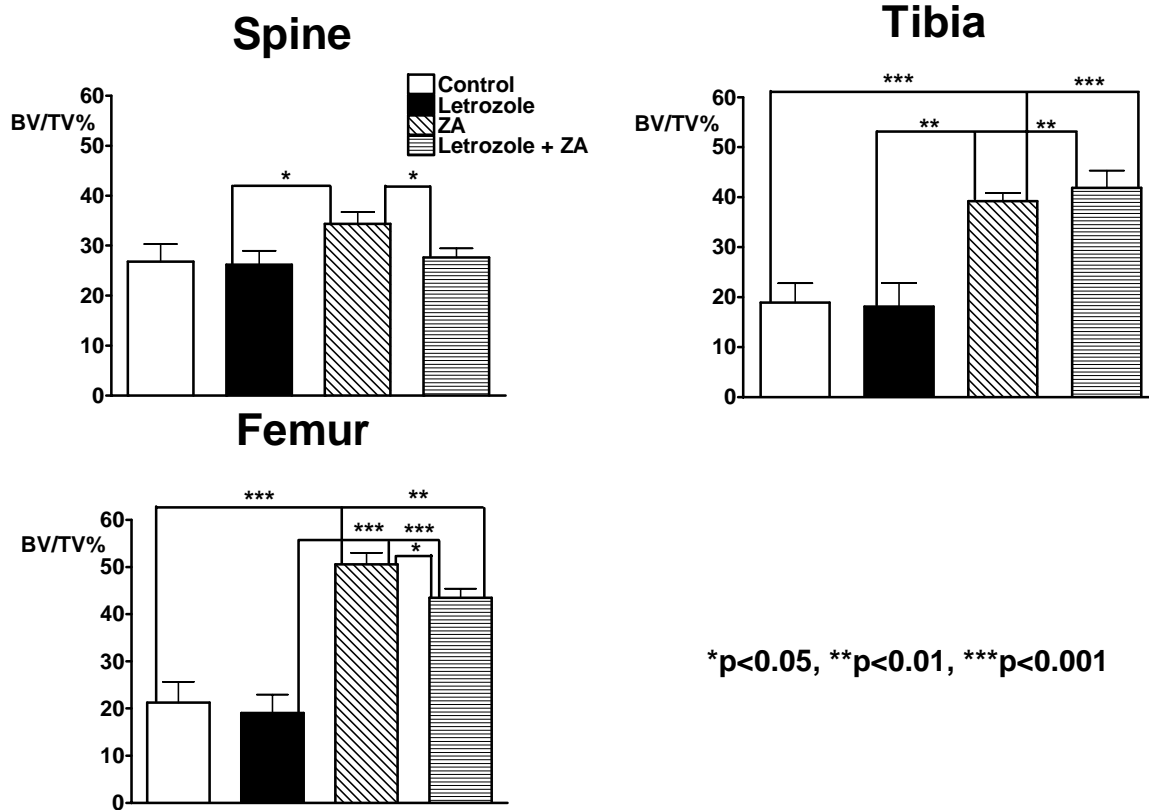 Spine
Control
Letrozole
ZA
Letrozole + ZA
BV/TV%
60
50
40
30
20
10
0
*
*
Tibia
BV/TV%
60
50
40
30
20
10
0
***
***
**
**
Femur
BV/TV%
60
50
40
30
20
10
0
***
**
***
***
*
*p<0.05, **p<0.01, ***p<0.001